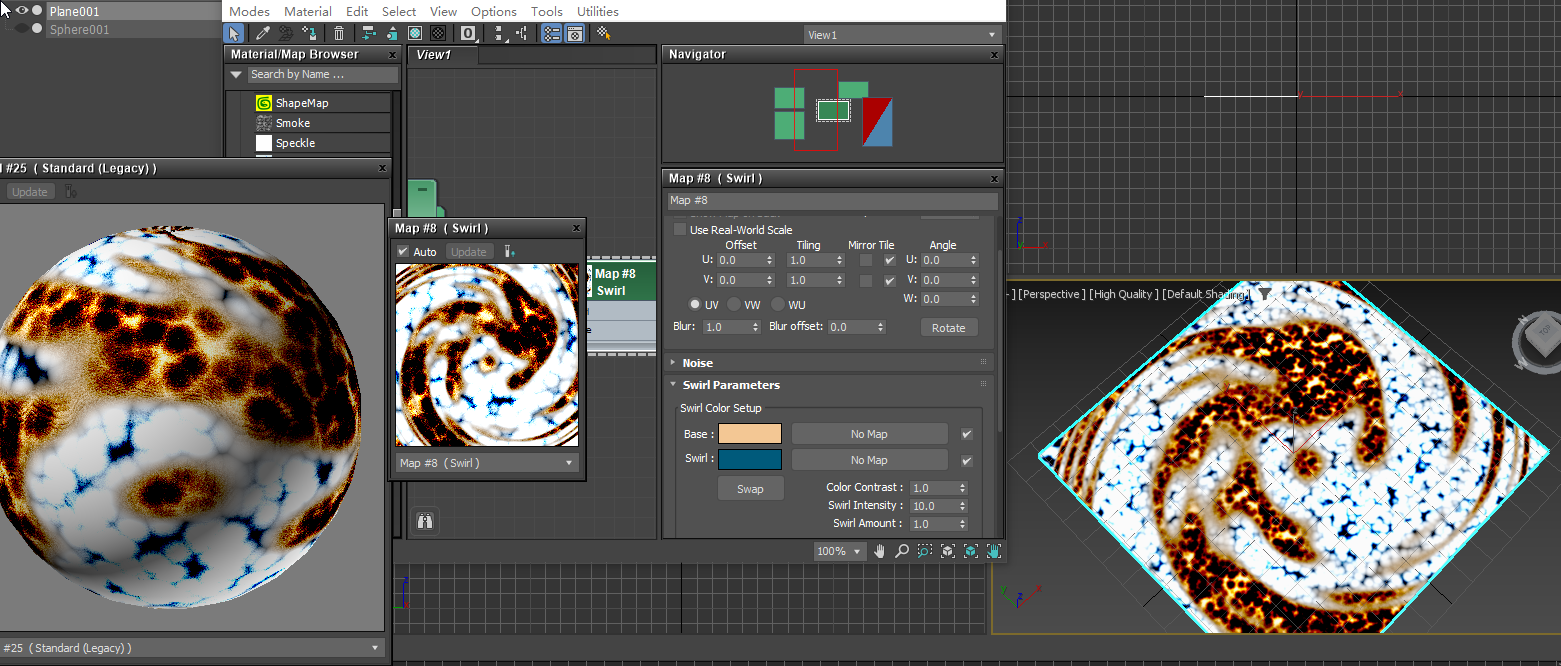 Plane001
Sphere001
Modes Material Edit Select View Options Tools Utilities
View1
Material/Map Browser x
Search by Name ...
ShapeMap
Smoke
Speckle
View1
Navigator x
#25 ( Standard (Legacy) ) x
Update
Map #8 ( Swirl ) x
Auto Update
Map #8 ( Swirl )
Map #8
Swirl
Map #8 ( Swirl ) x
Map #8
Use Real-World Scale
Offset Tiling Mirror Tile Angle
U: 0.0 1.0 U: 0.0
V: 0.0 1.0 V: 0.0
W: 0.0
UV VW WU
Blur: 1.0 Blur offset: 0.0 Rotate
Noise
Swirl Parameters
Swirl Color Setup
Base : No Map
Swirl : No Map
Swap
Color Contrast : 1.0
Swirl Intensity : 10.0
Swirl Amount : 1.0
100%
#25 ( Standard (Legacy) )
] [Perspective ] [High Quality ] [Default Shading ]
z
y
x
N
W
TOP
z
x
y
z
x